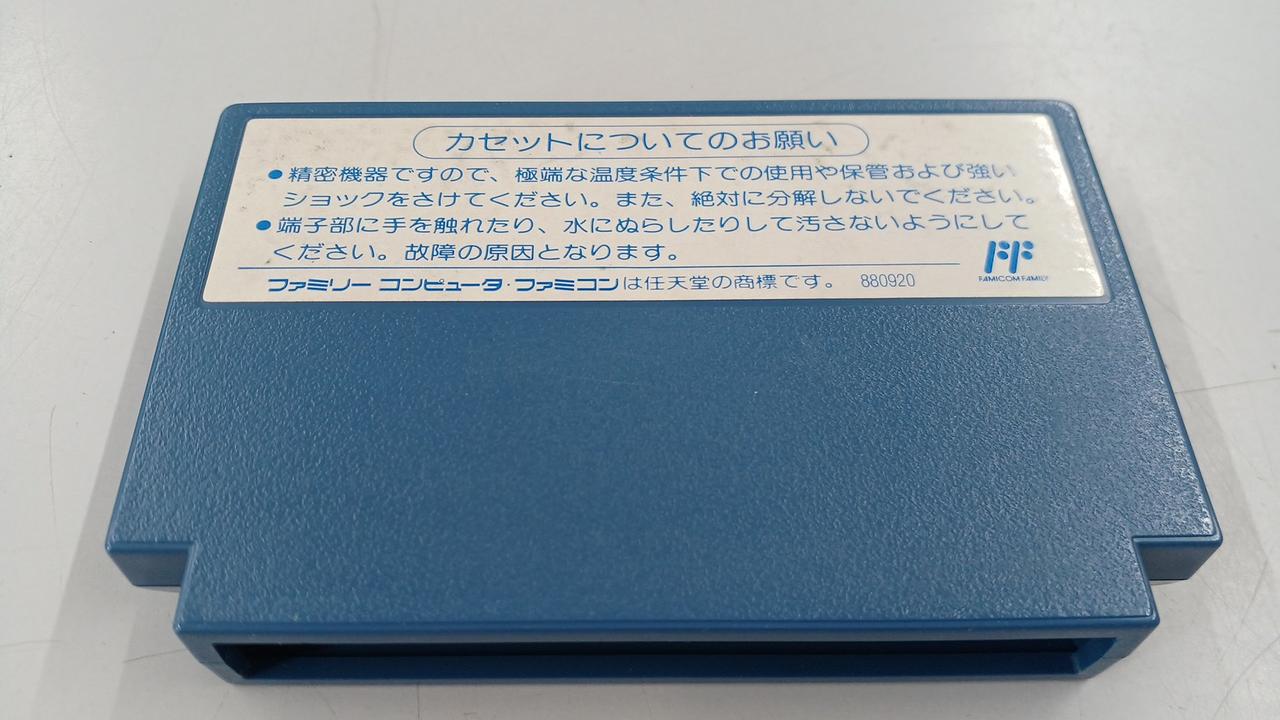 カセットについてのお願い
●精密機器ですので、極端な温度条件下での使用や保管および強い
ショックをさけてください。また、絶対に分解しないでください。
●端子部に手を触れたり、水にぬらしたりして汚さないようにして
ください。故障の原因となります。
FF
FAMICOM FAMILY
ファミリー コンピュータ・ファミコンは任天堂の商標です。 880920